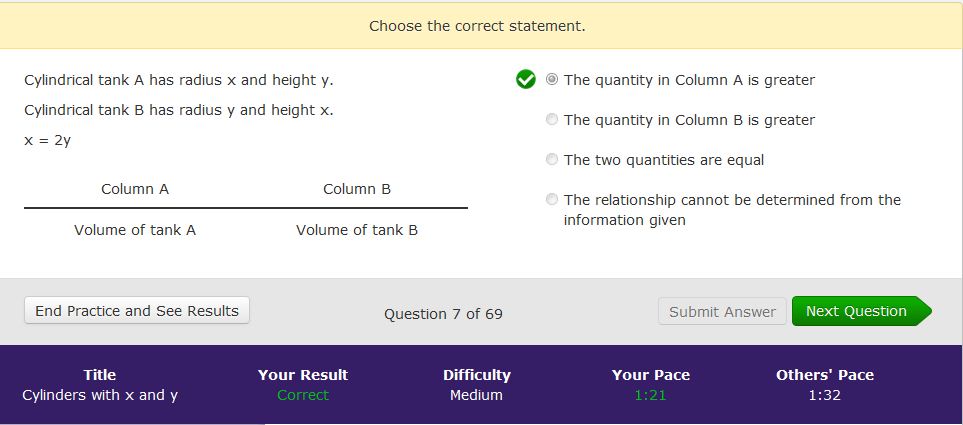 Choose the correct statement.
Cylindrical tank A has radius x and height y.
Cylindrical tank B has radius y and height x.
x = 2y
Column A Column B
Volume of tank A Volume of tank B
The quantity in Column A is greater
The quantity in Column B is greater
The two quantities are equal
The relationship cannot be determined from the
information given
End Practice and See Results Question 7 of 69 Submit Answer Next Question
Title Your Result Difficulty Your Pace Others' Pace
Cylinders with x and y Correct Medium 1:21 1:32